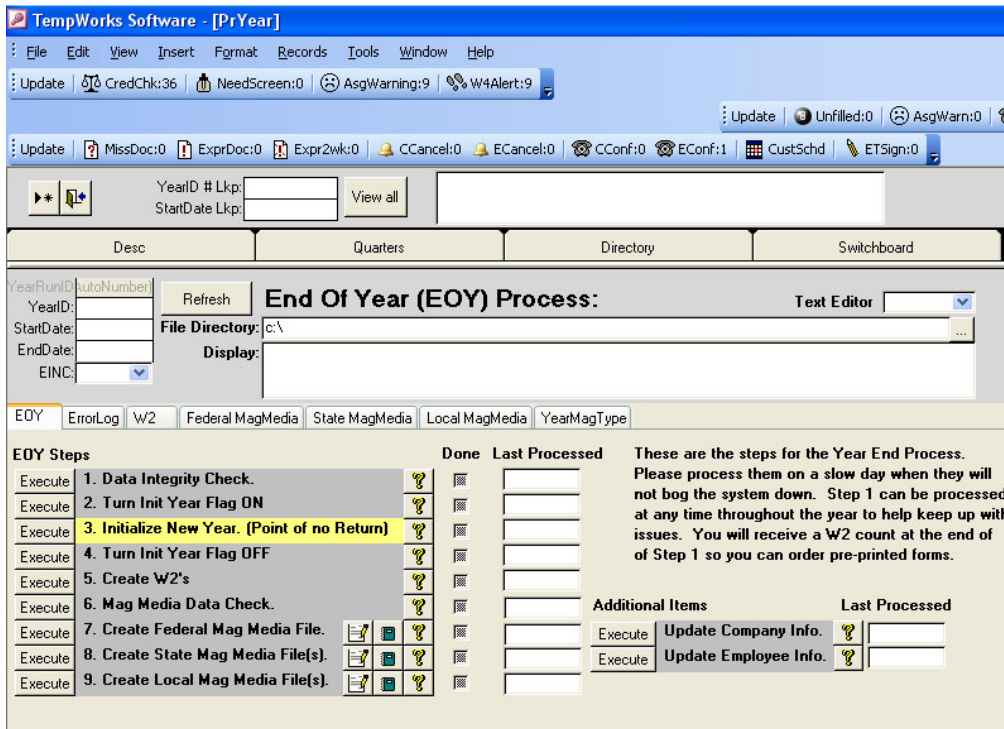 TempWorks Software - [PrYear]
File Edit View Insert Format Records Tools Window Help
Update CredChk:36 NeedScreen:0 AsgWarning:9 W4Alert:9
Update Unfilled:0 AsgWarn:0
Update MissDoc:0 ExprDoc:0 Expr2wk:0 CCancel:0 ECancel:0 CConf:0 EConf:1 CustSchd ETSign:0
YearID # Lkp:
StartDate Lkp:
View all
Desc Quarters Directory Switchboard
YearRunID AutoNumber)
YearID:
StartDate:
EndDate:
EINC:
Refresh End Of Year (EOY) Process: Text Editor
File Directory: c:\ ...
Display:
EOY ErrorLog W2 Federal MagMedia State MagMedia Local MagMedia YearMagType
EOY Steps Done Last Processed
Execute 1. Data Integrity Check. ?
Execute 2. Turn Init Year Flag ON ?
Execute 3. Initialize New Year. (Point of no Return) ?
Execute 4. Turn Init Year Flag OFF ?
Execute 5. Create W2's ?
Execute 6. Mag Media Data Check. ?
Execute 7. Create Federal Mag Media File. ?
Execute 8. Create State Mag Media File(s). ?
Execute 9. Create Local Mag Media File(s). ?
These are the steps for the Year End Process.
Please process them on a slow day when they will
not bog the system down. Step 1 can be processed
at any time throughout the year to help keep up with
issues. You will receive a W2 count at the end of
of Step 1 so you can order pre-printed forms.
Additional Items Last Processed
Execute Update Company Info. ?
Execute Update Employee Info. ?